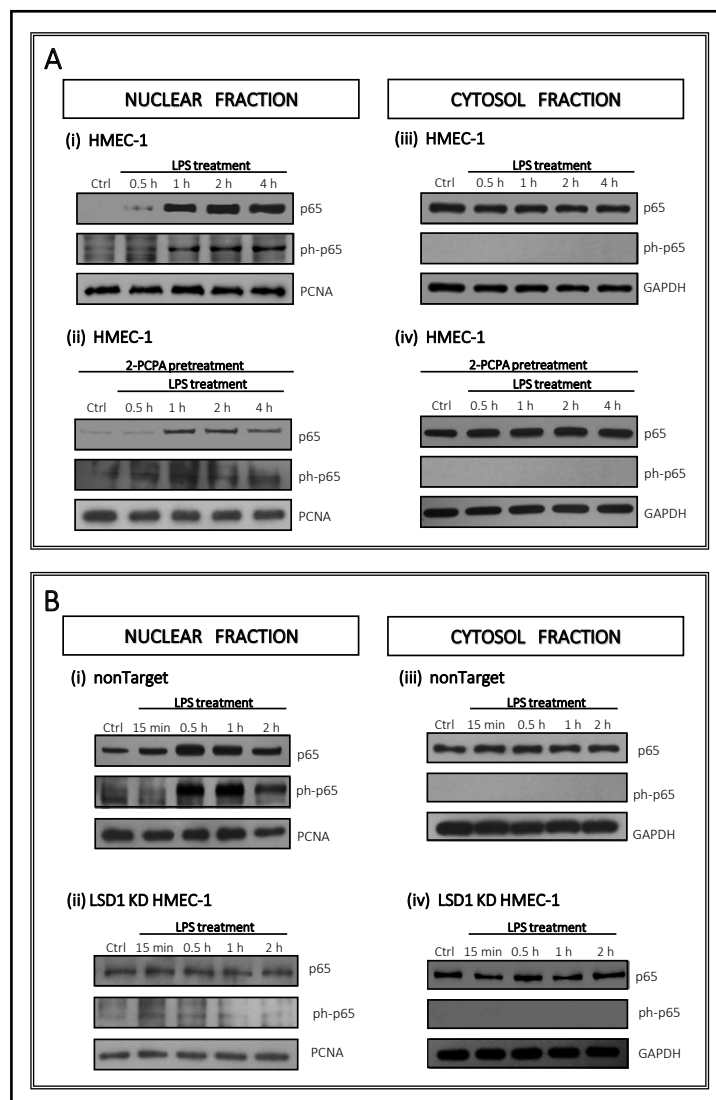 A
NUCLEAR FRACTION
(i) HMEC-1
LPS treatment
Ctrl 0.5 h 1 h 2 h 4 h
p65
ph-p65
PCNA
(ii) HMEC-1
2-PCPA pretreatment
LPS treatment
Ctrl 0.5 h 1 h 2 h 4 h
p65
ph-p65
PCNA
CYTOSOL FRACTION
(iii) HMEC-1
LPS treatment
Ctrl 0.5 h 1 h 2 h 4 h
p65
ph-p65
GAPDH
(iv) HMEC-1
2-PCPA pretreatment
LPS treatment
Ctrl 0.5 h 1 h 2 h 4 h
p65
ph-p65
GAPDH
B
NUCLEAR FRACTION
(i) nonTarget
LPS treatment
Ctrl 15 min 0.5 h 1 h 2 h
p65
ph-p65
PCNA
(ii) LSD1 KD HMEC-1
LPS treatment
Ctrl 15 min 0.5 h 1 h 2 h
p65
ph-p65
PCNA
CYTOSOL FRACTION
(iii) nonTarget
LPS treatment
Ctrl 15 min 0.5 h 1 h 2 h
p65
ph-p65
GAPDH
(iv) LSD1 KD HMEC-1
LPS treatment
Ctrl 15 min 0.5 h 1 h 2 h
p65
ph-p65
GAPDH